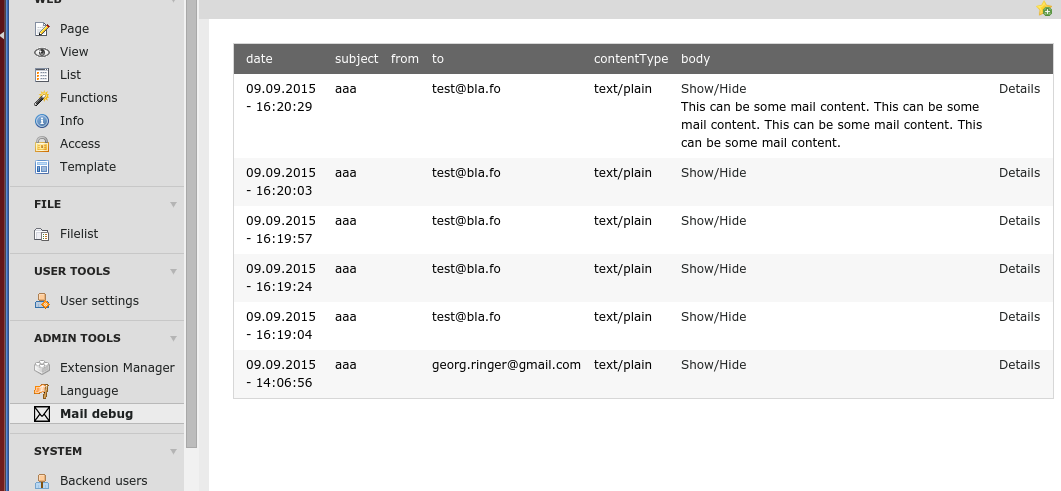 WEB
Page
View
List
Functions
Info
Access
Template
FILE
Filelist
USER TOOLS
User settings
ADMIN TOOLS
Extension Manager
Language
Mail debug
SYSTEM
Backend users
date subject from to contentType body
09.09.2015 aaa test@bla.fo text/plain Show/Hide Details
- 16:20:29 This can be some mail content. This can be some
mail content. This can be some mail content. This
can be some mail content.
09.09.2015 aaa test@bla.fo text/plain Show/Hide Details
- 16:20:03
09.09.2015 aaa test@bla.fo text/plain Show/Hide Details
- 16:19:57
09.09.2015 aaa test@bla.fo text/plain Show/Hide Details
- 16:19:24
09.09.2015 aaa test@bla.fo text/plain Show/Hide Details
- 16:19:04
09.09.2015 aaa georg.ringer@gmail.com text/plain Show/Hide Details
- 14:06:56